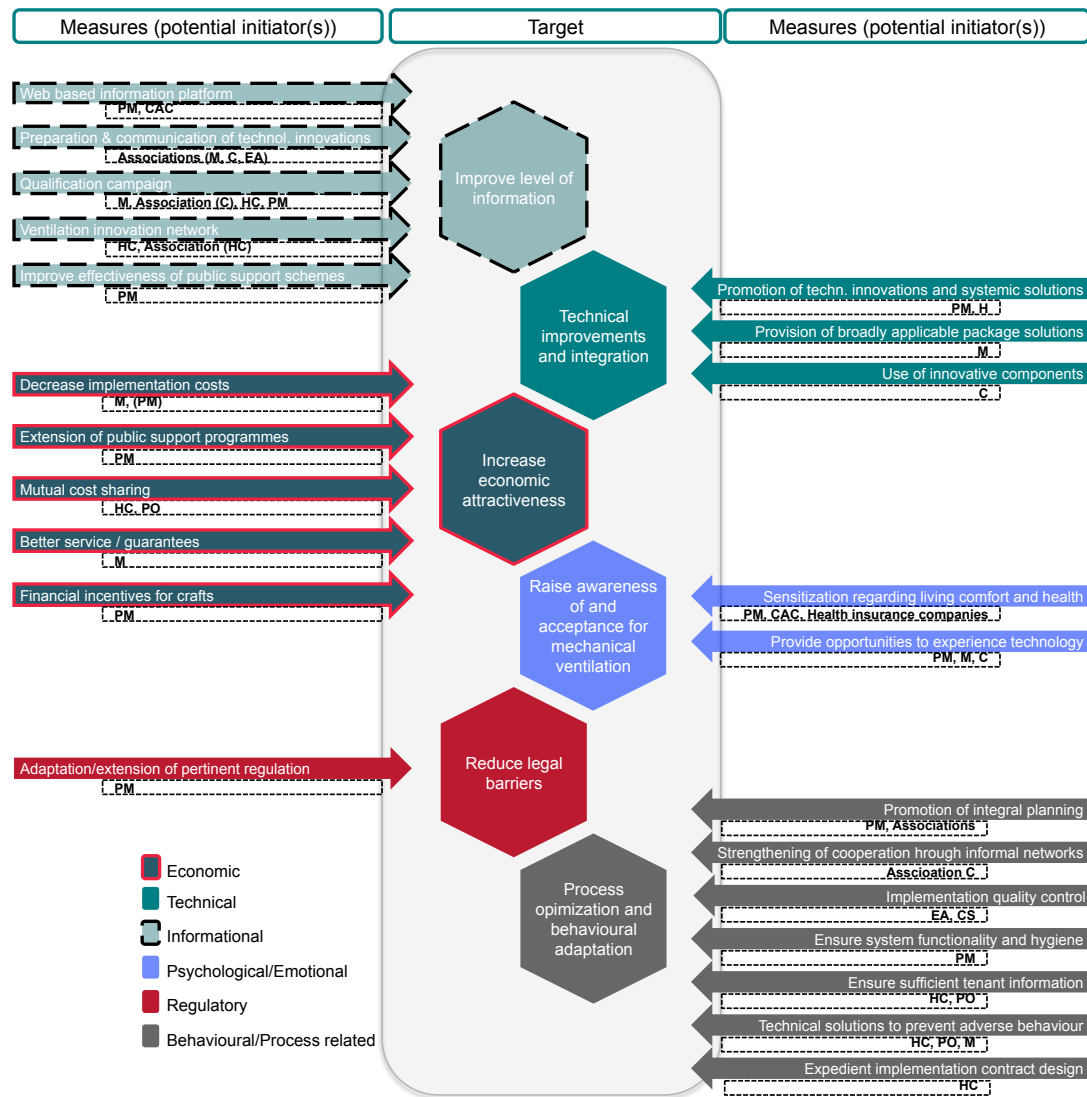 Measures (potential initiator(s))
Target
Measures (potential initiator(s))
Web based information platform
PM, CAC
Preparation & communication of technol. innovations
Associations (M, C, EA)
Qualification campaign
M, Association (C), HC, PM
Ventilation innovation network
HC, Association (HC)
Improve effectiveness of public support schemes
PM
Improve level of
information
Promotion of techn. innovations and systemic solutions
PM, H
Provision of broadly applicable package solutions
M
Use of innovative components
C
Technical
improvements
and integration
Decrease implementation costs
M, (PM)
Extension of public support programmes
PM
Mutual cost sharing
HC, PO
Better service / guarantees
M
Financial incentives for crafts
PM
Increase
economic
attractiveness
Raise awareness
of and
acceptance for
mechanical
ventilation
Sensitization regarding living comfort and health
PM, CAC, Health insurance companies
Provide opportunities to experience technology
PM, M, C
Adaptation/extension of pertinent regulation
PM
Reduce legal
barriers
Process
opimization and
behavioural
adaptation
Promotion of integral planning
PM, Associations
Strengthening of cooperation hrough informal networks
Asscioation C
Implementation quality control
EA, CS
Ensure system functionality and hygiene
PM
Ensure sufficient tenant information
HC, PO
Technical solutions to prevent adverse behaviour
HC, PO, M
Expedient implementation contract design
HC
Economic
Technical
Informational
Psychological/Emotional
Regulatory
Behavioural/Process related